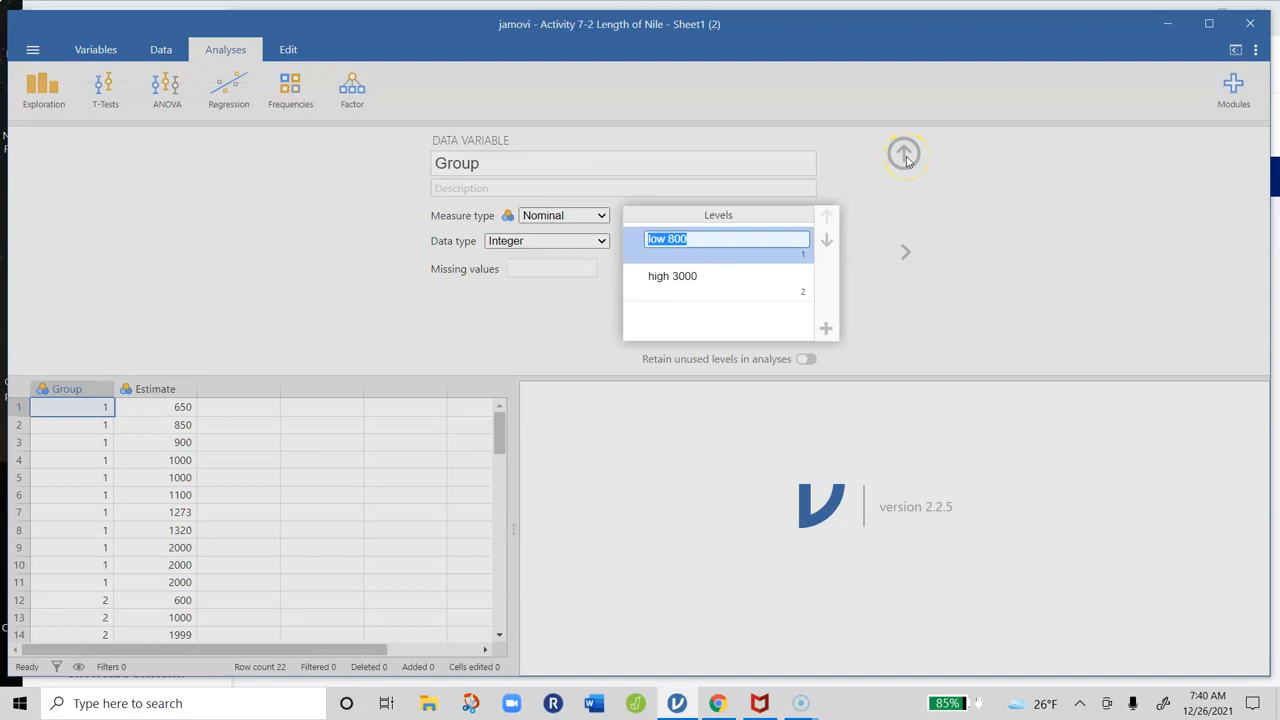 jamovi - Activity 7-2 Length of Nile - Sheet1 (2)
Variables Data Analyses Edit
Exploration T-Tests ANOVA Regression Frequencies Factor Modules
DATA VARIABLE
Group
Description
Measure type Nominal
Data type Integer
Missing values
Levels
low 800
1
high 3000
2
Retain unused levels in analyses
Group Estimate
1 1 650
2 1 850
3 1 900
4 1 1000
5 1 1000
6 1 1100
7 1 1273
8 1 1320
9 1 2000
10 1 2000
11 1 2000
12 2 600
13 2 1000
14 2 1999
version 2.2.5
Ready Filters 0 Row count 22 Filtered 0 Deleted 0 Added 0 Cells edited 0
Type here to search
85%
26°F
7:40 AM
12/26/2021